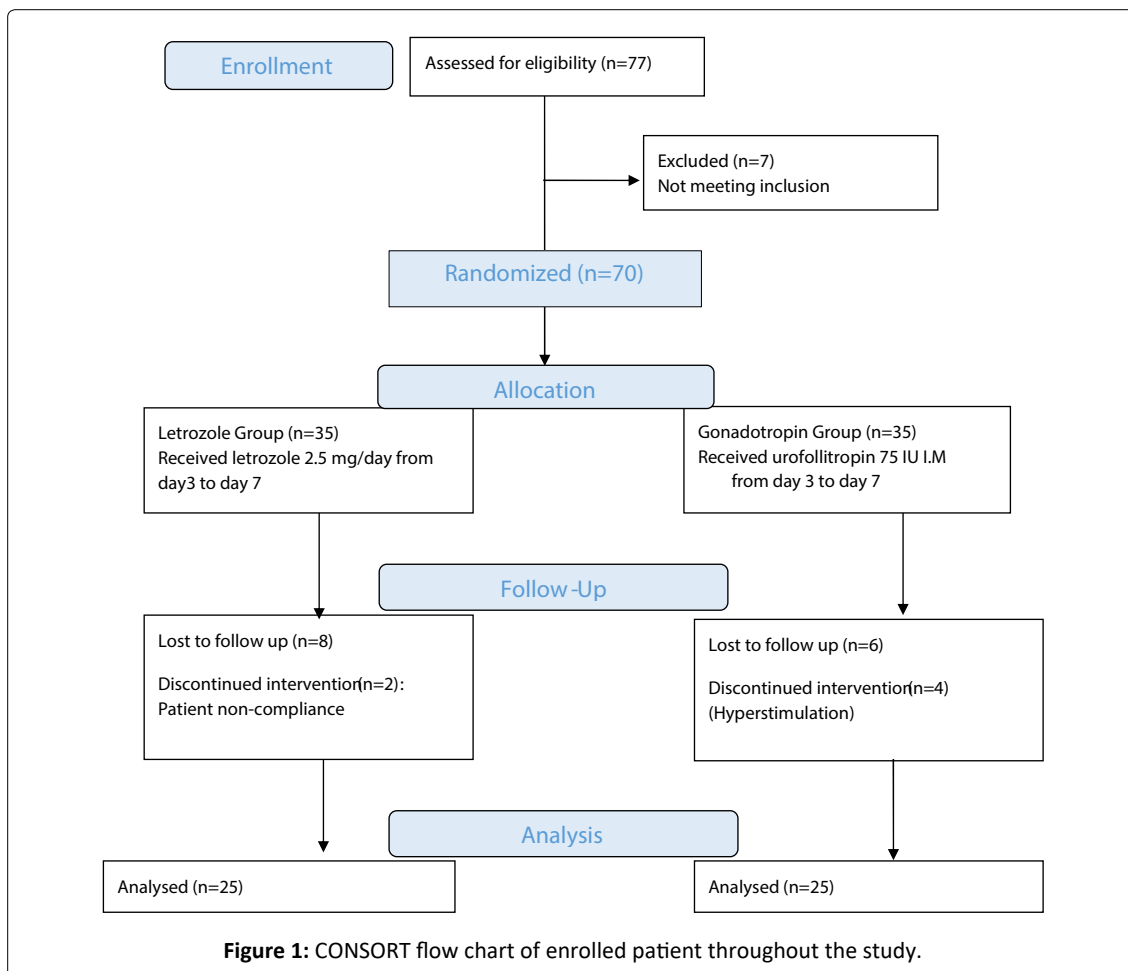 Enrollment
Assessed for eligibility (n=77)
Excluded (n=7)
Not meeting inclusion
Randomized (n=70)
Allocation
Letrozole Group (n=35)
Received letrozole 2.5 mg/day from
day3 to day 7
Gonadotropin Group (n=35)
Received urofollitropin 75 IU I.M
from day 3 to day 7
Follow-Up
Lost to follow up (n=8)
Discontinued intervention(n=2):
Patient non-compliance
Lost to follow up (n=6)
Discontinued intervention(n=4)
(Hyperstimulation)
Analysis
Analysed (n=25)
Analysed (n=25)
Figure 1: CONSORT flow chart of enrolled patient throughout the study.